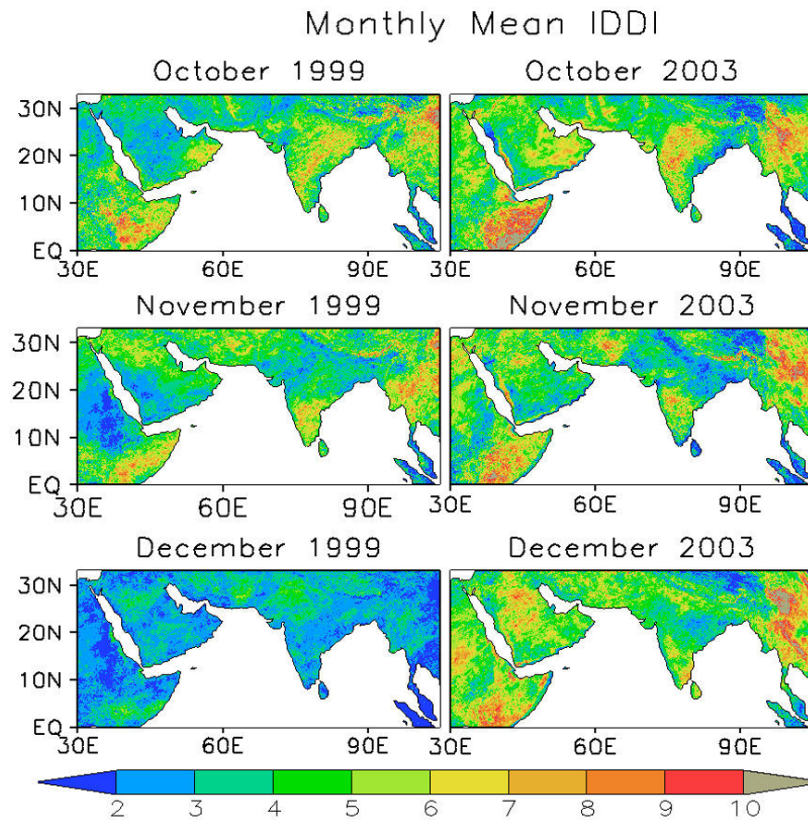 Monthly Mean IDDI
October 1999 October 2003
30N
20N
10N
EQ
30E 60E 90E 30E 60E 90E
November 1999 November 2003
30N
20N
10N
EQ
30E 60E 90E 30E 60E 90E
December 1999 December 2003
30N
20N
10N
EQ
30E 60E 90E 30E 60E 90E
2 3 4 5 6 7 8 9 10